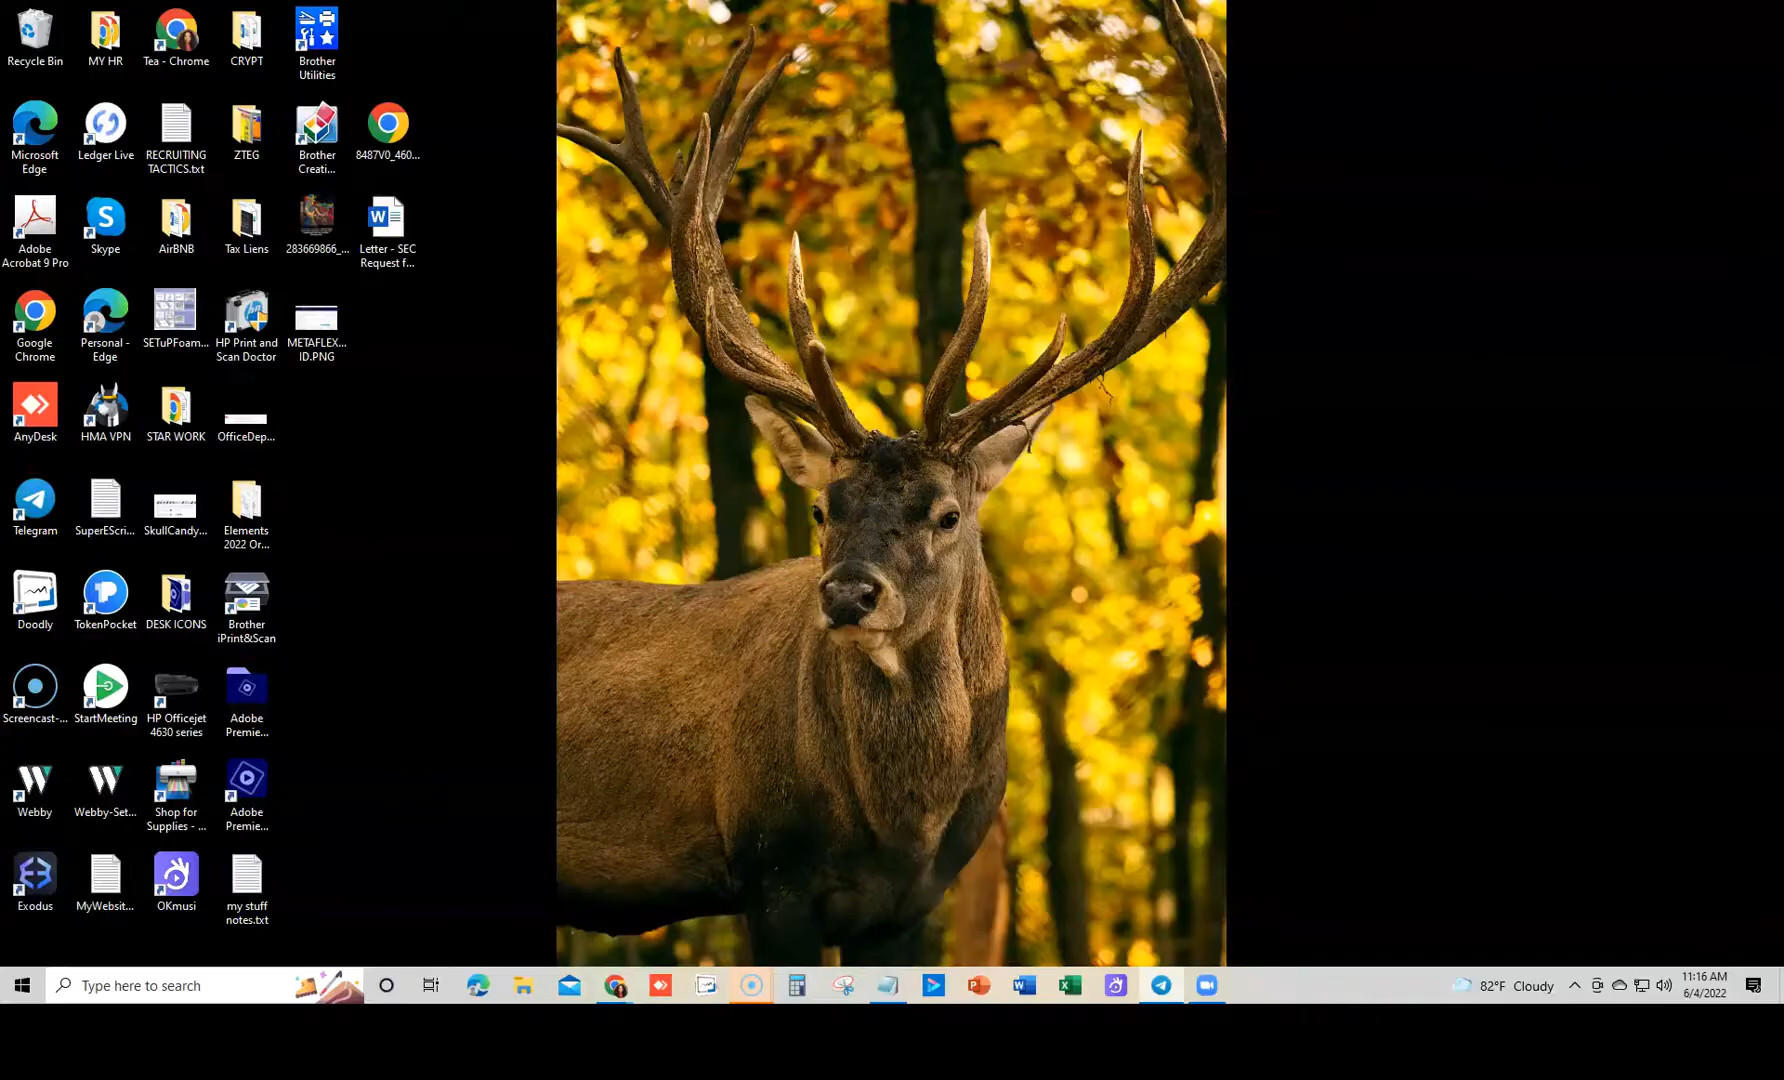 Recycle Bin
MY HR
Tea - Chrome
CRYPT
Brother
Utilities
Microsoft
Edge
Ledger Live
RECRUITING
TACTICS.txt
ZTEG
Brother
Creati...
8487V0_460...
Adobe
Acrobat 9 Pro
Skype
AirBNB
Tax Liens
283669866_...
Letter - SEC
Request f...
Google
Chrome
Personal -
Edge
SETuPFoam...
HP Print and
Scan Doctor
METAFLEX...
ID.PNG
AnyDesk
HMA VPN
STAR WORK
OfficeDep...
Telegram
SuperEScri...
SkullCandy...
Elements
2022 Or...
Doodly
TokenPocket
DESK ICONS
Brother
iPrint&Scan
Screencast-...
StartMeeting
HP Officejet
4630 series
Adobe
Premie...
Webby
Webby-Set...
Shop for
Supplies - ...
Adobe
Premie...
Exodus
MyWebsit...
OKmusi
my stuff
notes.txt
Type here to search
82°F Cloudy
11:16 AM
6/4/2022